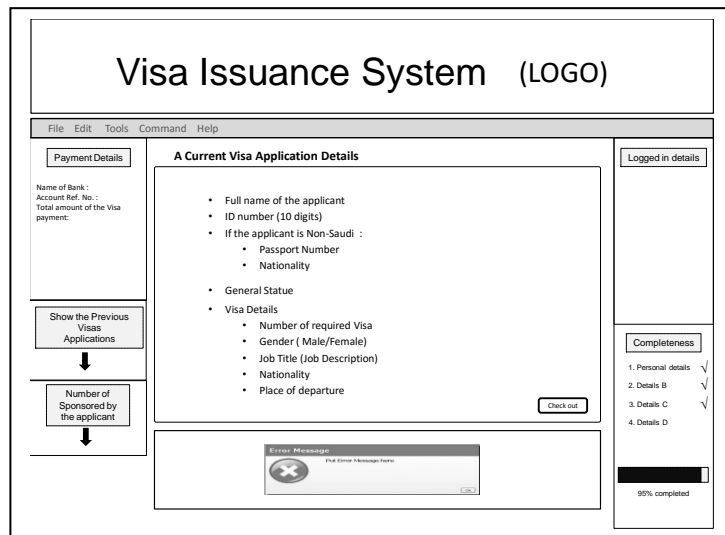 Visa Issuance System (LOGO)
File Edit Tools Command Help
Payment Details
Name of Bank :
Account Ref. No. :
Total amount of the Visa
payment:
Show the Previous
Visas
Applications
Number of
Sponsored by
the applicant
A Current Visa Application Details
• Full name of the applicant
• ID number (10 digits)
• If the applicant is Non-Saudi :
• Passport Number
• Nationality
• General Statue
• Visa Details
• Number of required Visa
• Gender ( Male/Female)
• Job Title (Job Description)
• Nationality
• Place of departure
Check out
Error Message
Put Error Message here
OK
Logged in details
Completeness
1. Personal details √
2. Details B √
3. Details C √
4. Details D
95% completed